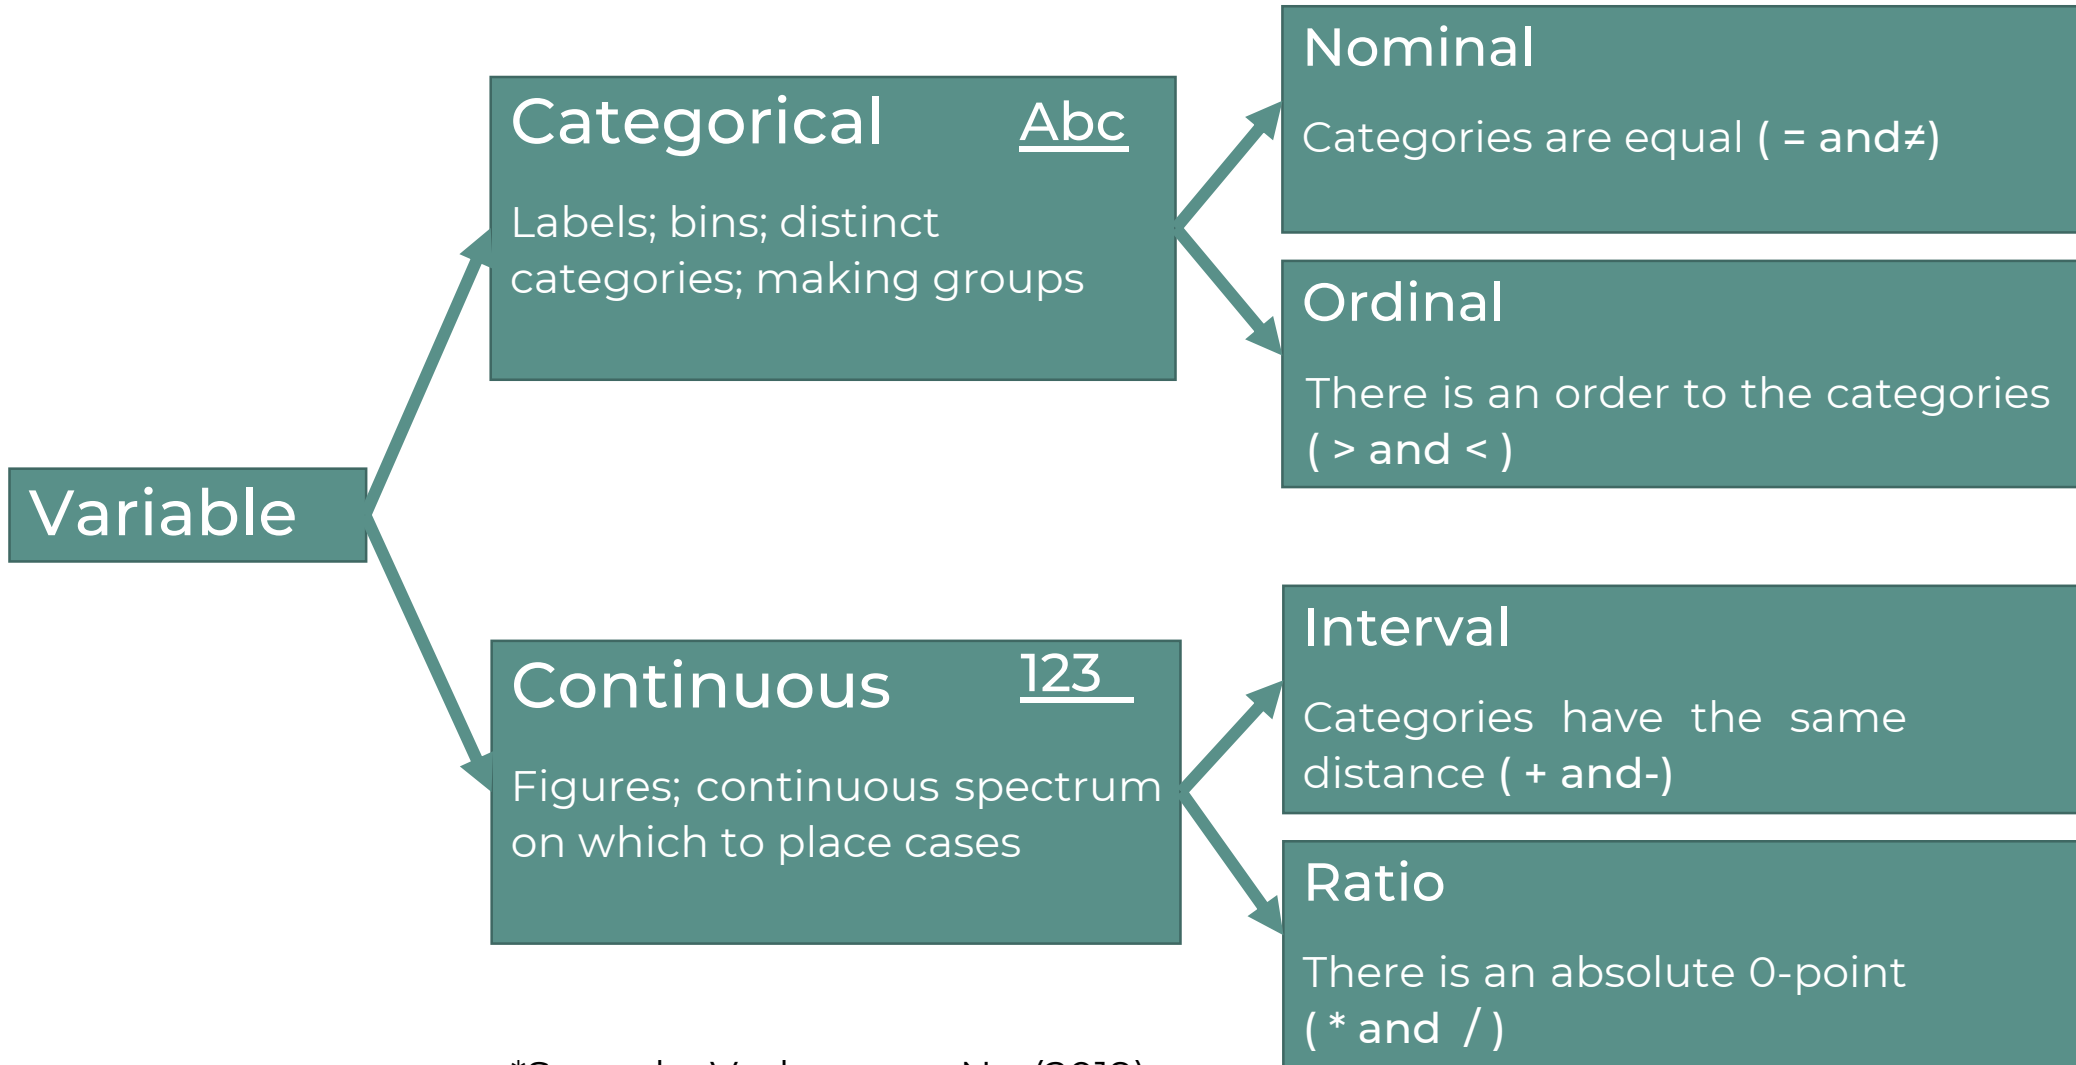 Variable
Categorical Abc
Labels; bins; distinct
categories; making groups
Continuous 123
Figures; continuous spectrum
on which to place cases
Nominal
Categories are equal ( = and≠)
Ordinal
There is an order to the categories
( > and < )
Interval
Categories have the same
distance ( + and-)
Ratio
There is an absolute 0-point
( * and / )